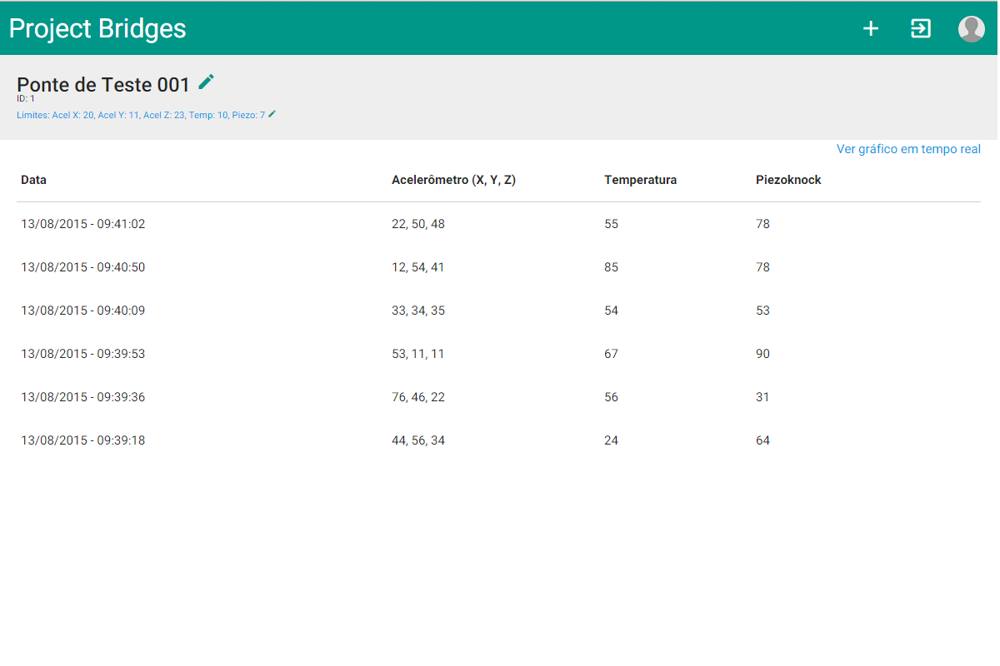 Project Bridges
Ponte de Teste 001
ID: 1
Limites: Acel X: 20, Acel Y: 11, Acel Z: 23, Temp: 10, Piezo: 7
Ver gráfico em tempo real
Data Acelerômetro (X, Y, Z) Temperatura Piezoknock
13/08/2015 - 09:41:02 22, 50, 48 55 78
13/08/2015 - 09:40:50 12, 54, 41 85 78
13/08/2015 - 09:40:09 33, 34, 35 54 53
13/08/2015 - 09:39:53 53, 11, 11 67 90
13/08/2015 - 09:39:36 76, 46, 22 56 31
13/08/2015 - 09:39:18 44, 56, 34 24 64